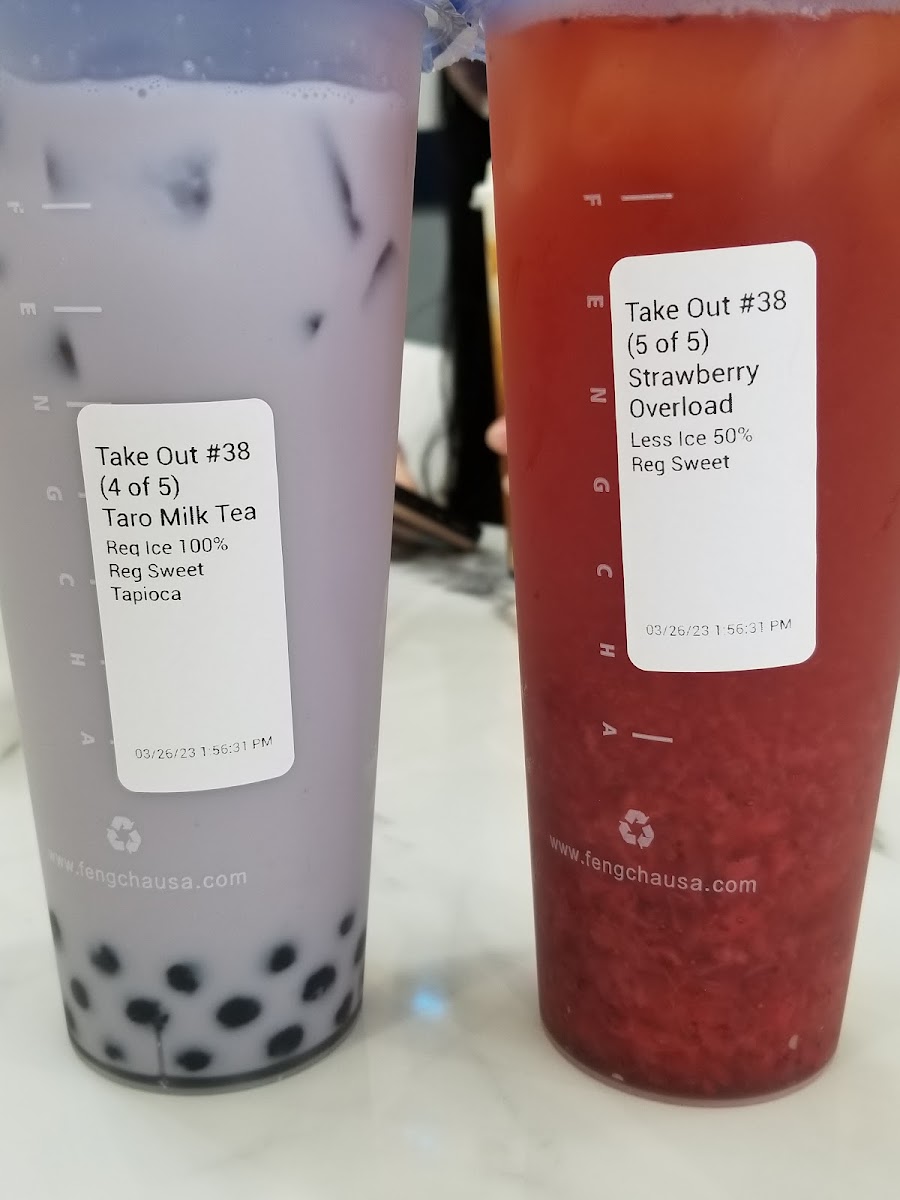 F
E
N
G
C
H
A
Take Out #38
(4 of 5)
Taro Milk Tea
Reg Ice 100%
Reg Sweet
Tapioca
03/26/23 1:56:31 PM
www.fengchausa.com
F
E
N
G
C
H
A
Take Out #38
(5 of 5)
Strawberry
Overload
Less Ice 50%
Reg Sweet
03/26/23 1:56:31 PM
www.fengchausa.com